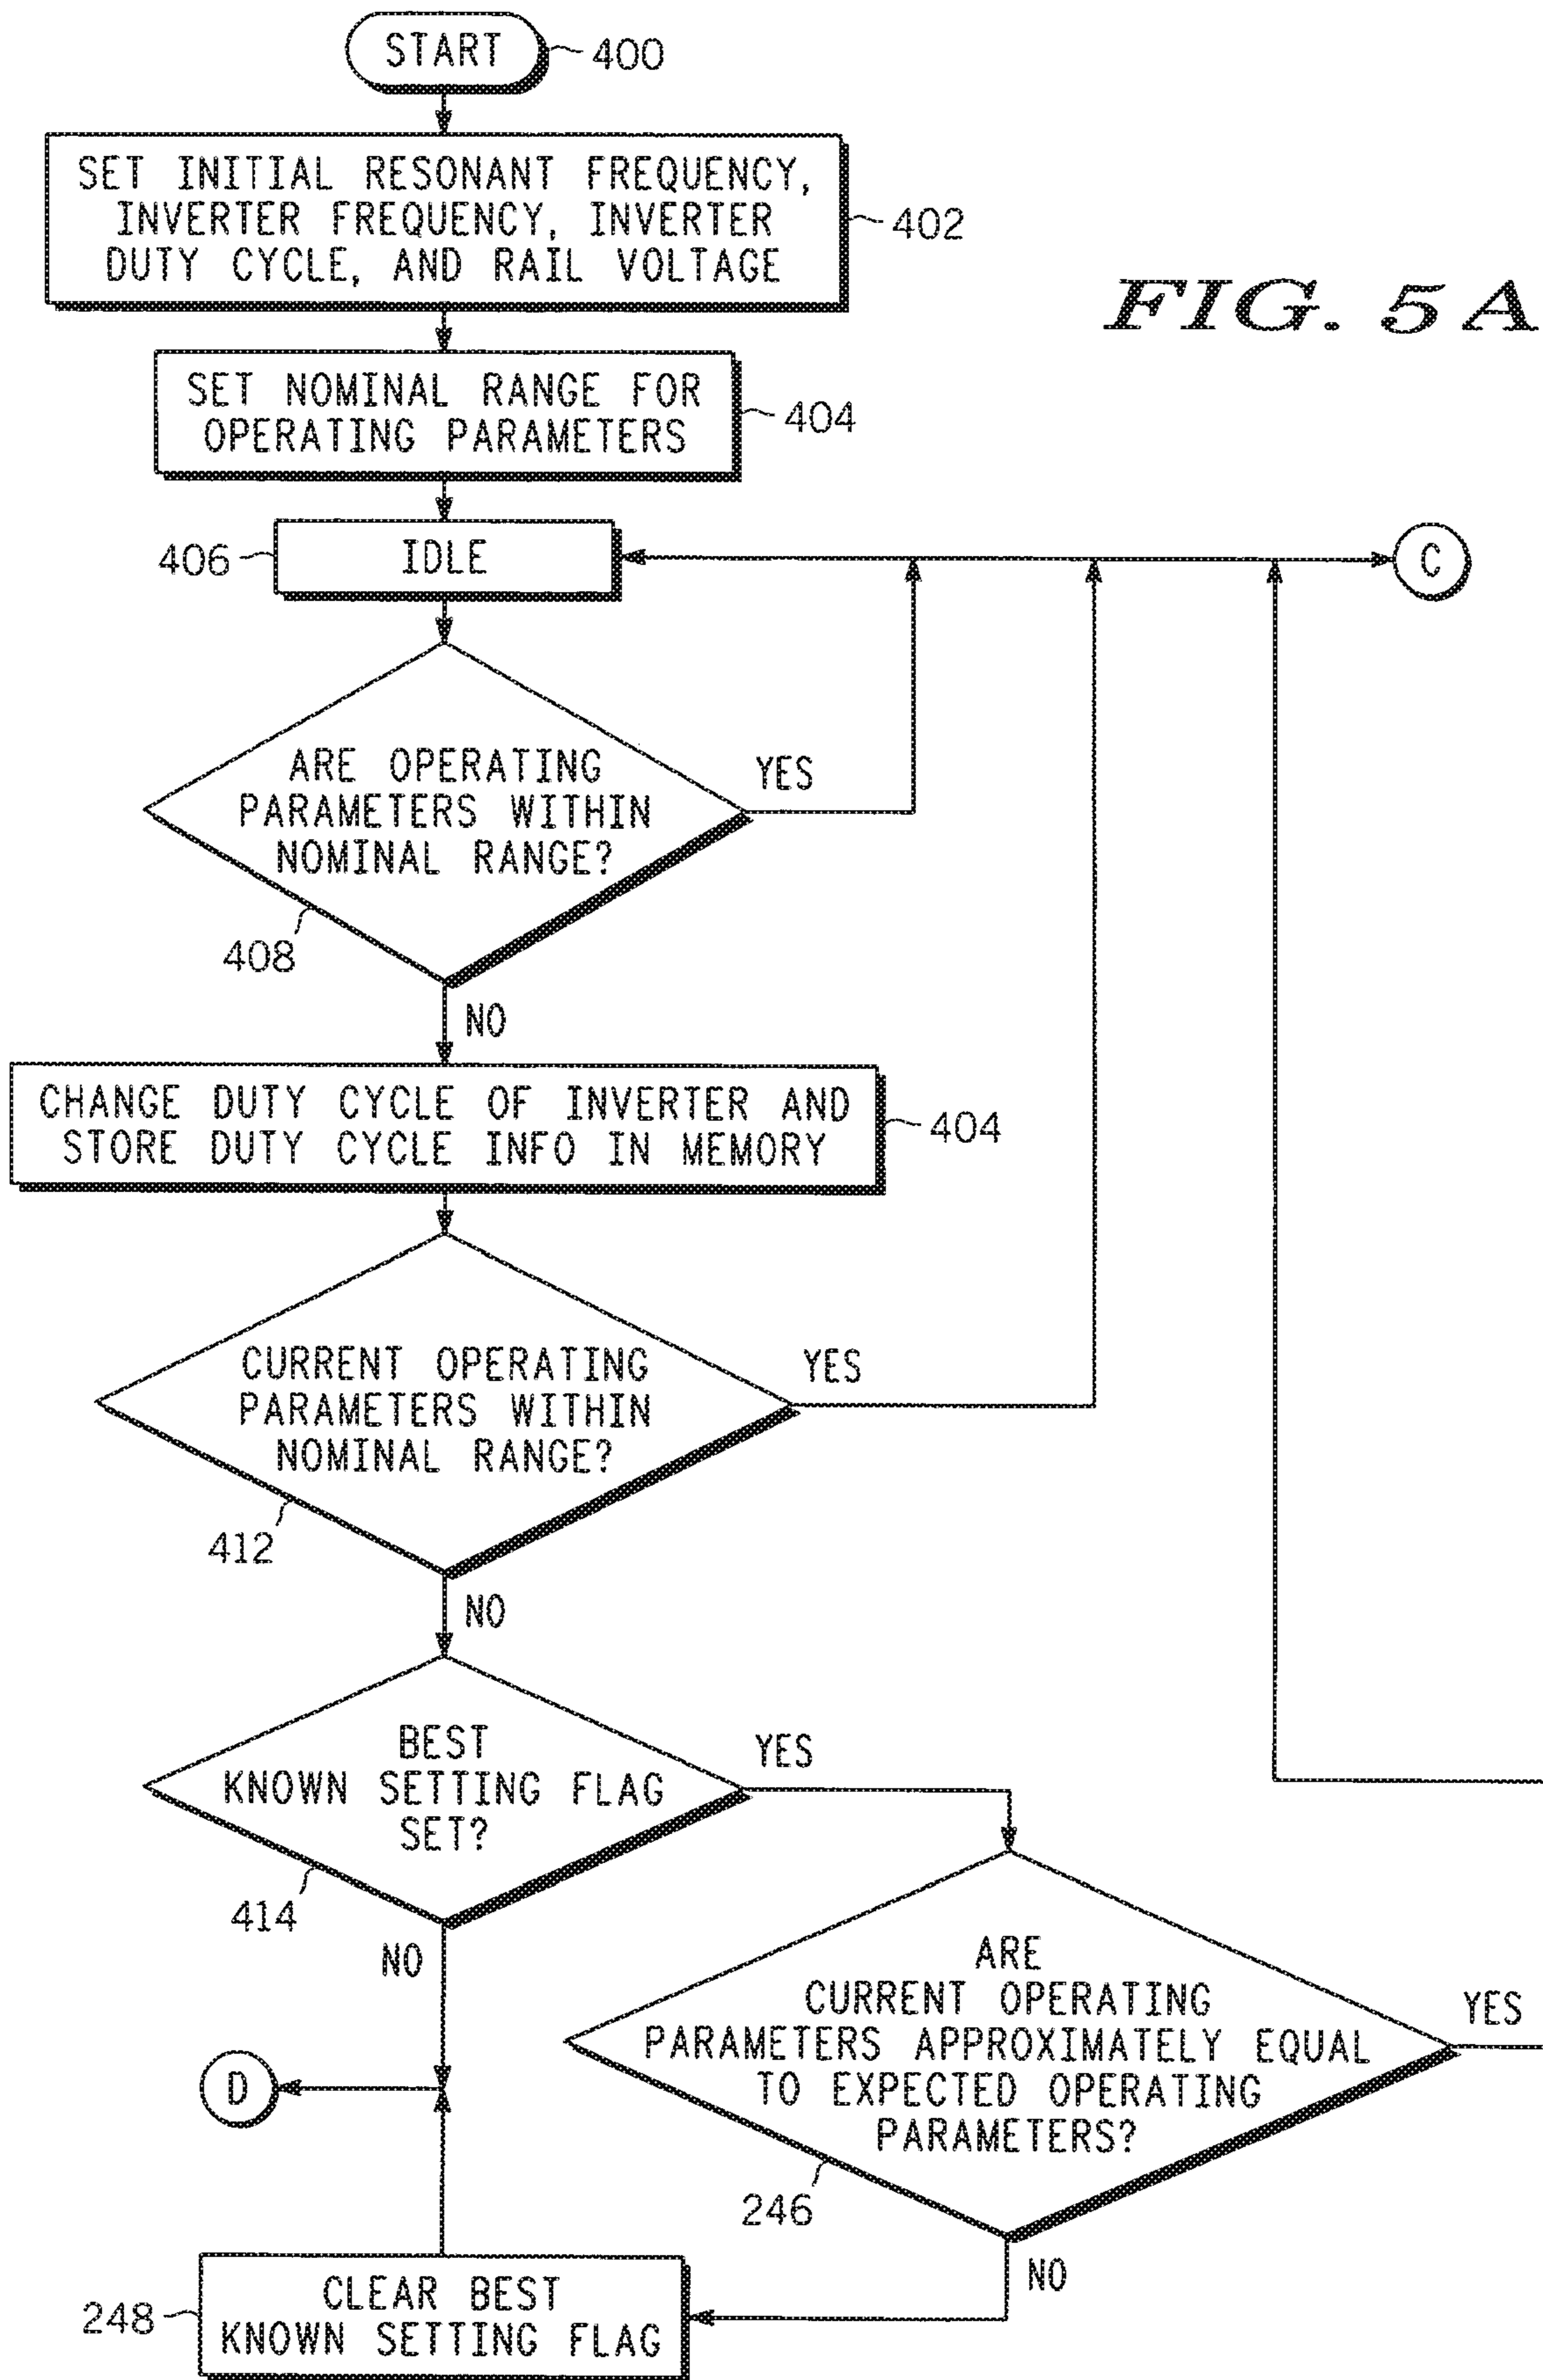 START
400
SET INITIAL RESONANT FREQUENCY,
INVERTER FREQUENCY, INVERTER
DUTY CYCLE, AND RAIL VOLTAGE
402
FIG. 5A
SET NOMINAL RANGE FOR
OPERATING PARAMETERS
404
406
IDLE
C
ARE OPERATING
PARAMETERS WITHIN
NOMINAL RANGE?
YES
408
NO
CHANGE DUTY CYCLE OF INVERTER AND
STORE DUTY CYCLE INFO IN MEMORY
404
CURRENT OPERATING
PARAMETERS WITHIN
NOMINAL RANGE?
YES
412
NO
BEST
KNOWN SETTING FLAG
SET?
YES
414
NO
ARE
CURRENT OPERATING
PARAMETERS APPROXIMATELY EQUAL
TO EXPECTED OPERATING
PARAMETERS?
YES
D
246
NO
248
CLEAR BEST
KNOWN SETTING FLAG